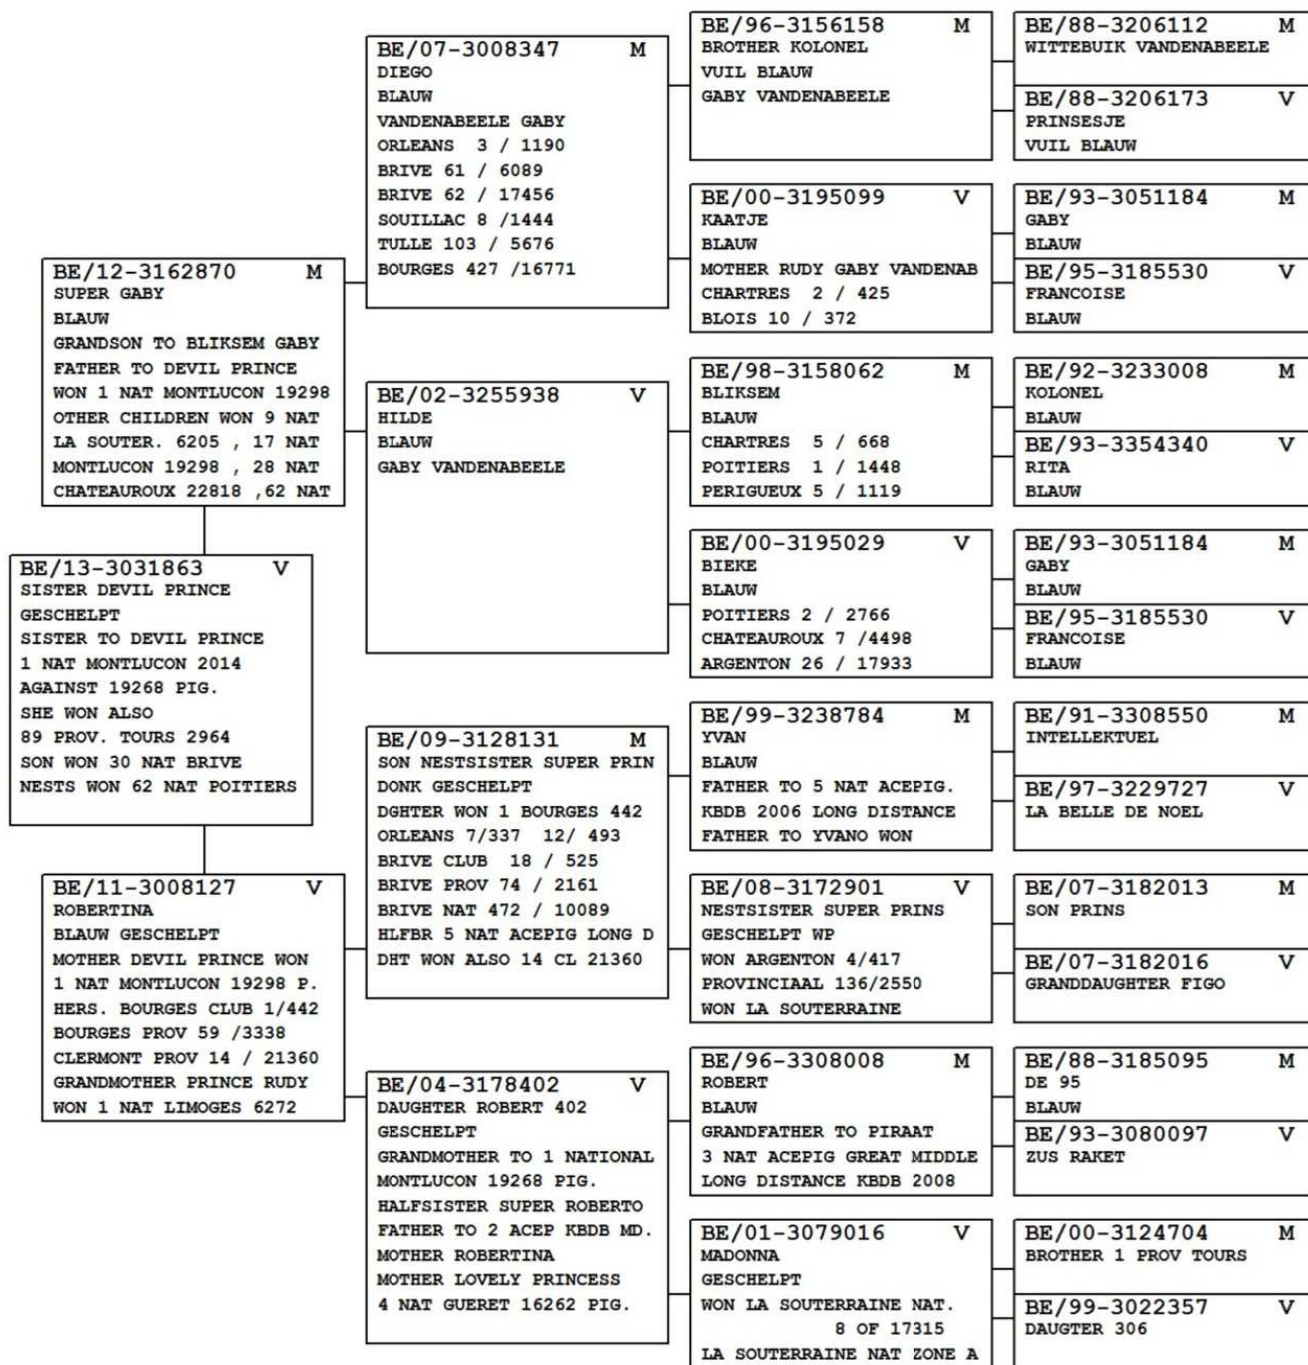 BE/13-3031863 V
SISTER DEVIL PRINCE
GESCHELPT
SISTER TO DEVIL PRINCE
1 NAT MONTLUCON 2014
AGAINST 19268 PIG.
SHE WON ALSO
89 PROV. TOURS 2964
SON WON 30 NAT BRIVE
NESTS WON 62 NAT POITIERS
BE/12-3162870 M
SUPER GABY
BLAUW
GRANDSON TO BLIKSEM GABY
FATHER TO DEVIL PRINCE
WON 1 NAT MONTLUCON 19298
OTHER CHILDREN WON 9 NAT
LA SOUTER. 6205 , 17 NAT
MONTLUCON 19298 , 28 NAT
CHATEAUROUX 22818 ,62 NAT
BE/11-3008127 V
ROBERTINA
BLAUW GESCHELPT
MOTHER DEVIL PRINCE WON
1 NAT MONTLUCON 19298 P.
HERS. BOURGES CLUB 1/442
BOURGES PROV 59 /3338
CLERMONT PROV 14 / 21360
GRANDMOTHER PRINCE RUDY
WON 1 NAT LIMOGES 6272
BE/07-3008347 M
DIEGO
BLAUW
VANDENABEELE GABY
ORLEANS 3 / 1190
BRIVE 61 / 6089
BRIVE 62 / 17456
SOUILLAC 8 /1444
TULLE 103 / 5676
BOURGES 427 /16771
BE/02-3255938 V
HILDE
BLAUW
GABY VANDENABEELE
BE/09-3128131 M
SON NESTSISTER SUPER PRIN
DONK GESCHELPT
DGHTER WON 1 BOURGES 442
ORLEANS 7/337 12/ 493
BRIVE CLUB 18 / 525
BRIVE PROV 74 / 2161
BRIVE NAT 472 / 10089
HLFBR 5 NAT ACEPIG LONG D
DHT WON ALSO 14 CL 21360
BE/04-3178402 V
DAUGHTER ROBERT 402
GESCHELPT
GRANDMOTHER TO 1 NATIONAL
MONTLUCON 19268 PIG.
HALFSISTER SUPER ROBERTO
FATHER TO 2 ACEP KBDB MD.
MOTHER ROBERTINA
MOTHER LOVELY PRINCESS
4 NAT GUERET 16262 PIG.
BE/96-3156158 M
BROTHER KOLONEL
VUIL BLAUW
GABY VANDENABEELE
BE/00-3195099 V
KAATJE
BLAUW
MOTHER RUDY GABY VANDENAB
CHARTRES 2 / 425
BLOIS 10 / 372
BE/98-3158062 M
BLIKSEM
BLAUW
CHARTRES 5 / 668
POITIERS 1 / 1448
PERIGUEUX 5 / 1119
BE/00-3195029 V
BIEKE
BLAUW
POITIERS 2 / 2766
CHATEAUROUX 7 /4498
ARGENTON 26 / 17933
BE/99-3238784 M
YVAN
BLAUW
FATHER TO 5 NAT ACEPIG.
KBDB 2006 LONG DISTANCE
FATHER TO YVANO WON
BE/08-3172901 V
NESTSISTER SUPER PRINS
GESCHELPT WP
WON ARGENTON 4/417
PROVINCIAAL 136/2550
WON LA SOUTERRAINE
BE/96-3308008 M
ROBERT
BLAUW
GRANDFATHER TO PIRAAT
3 NAT ACEPIG GREAT MIDDLE
LONG DISTANCE KBDB 2008
BE/01-3079016 V
MADONNA
GESCHELPT
WON LA SOUTERRAINE NAT.
8 OF 17315
LA SOUTERRAINE NAT ZONE A
BE/88-3206112 M
WITTEBUIK VANDENABEELE
BE/88-3206173 V
PRINSESJE
VUIL BLAUW
BE/93-3051184 M
GABY
BLAUW
BE/95-3185530 V
FRANCOISE
BLAUW
BE/92-3233008 M
KOLONEL
BLAUW
BE/93-3354340 V
RITA
BLAUW
BE/93-3051184 M
GABY
BLAUW
BE/95-3185530 V
FRANCOISE
BLAUW
BE/91-3308550 M
INTELLEKTUEL
BE/97-3229727 V
LA BELLE DE NOEL
BE/07-3182013 M
SON PRINS
BE/07-3182016 V
GRANDDAUGHTER FIGO
BE/88-3185095 M
DE 95
BLAUW
BE/93-3080097 V
ZUS RAKET
BE/00-3124704 M
BROTHER 1 PROV TOURS
BE/99-3022357 V
DAUGTER 306